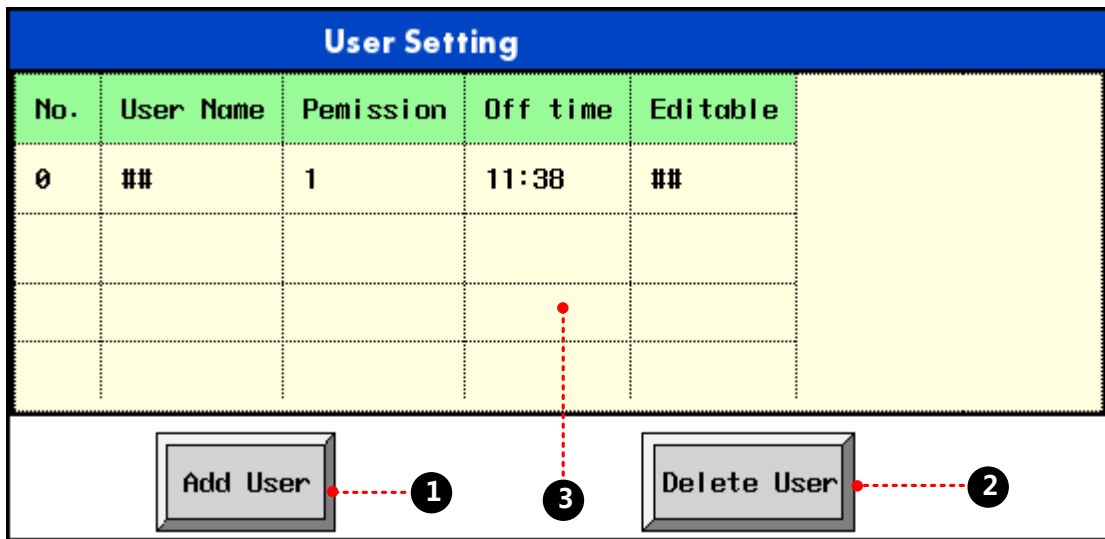 User Setting
No. User Name Pemission Off time Editable
0 ## 1 11:38 ##
Add User 1 3 Delete User 2